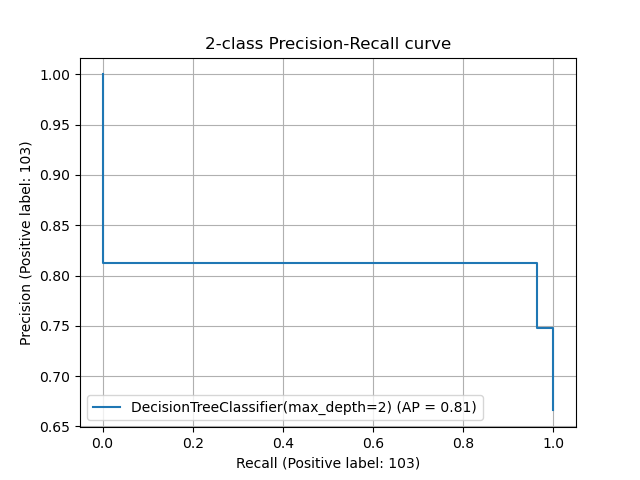 2-class Precision-Recall curve
1.00
0.95
0.90
0.85
0.80
0.75
0.70
0.65
Precision (Positive label: 103)
DecisionTreeClassifier(max_depth=2) (AP = 0.81)
0.0 0.2 0.4 0.6 0.8 1.0
Recall (Positive label: 103)